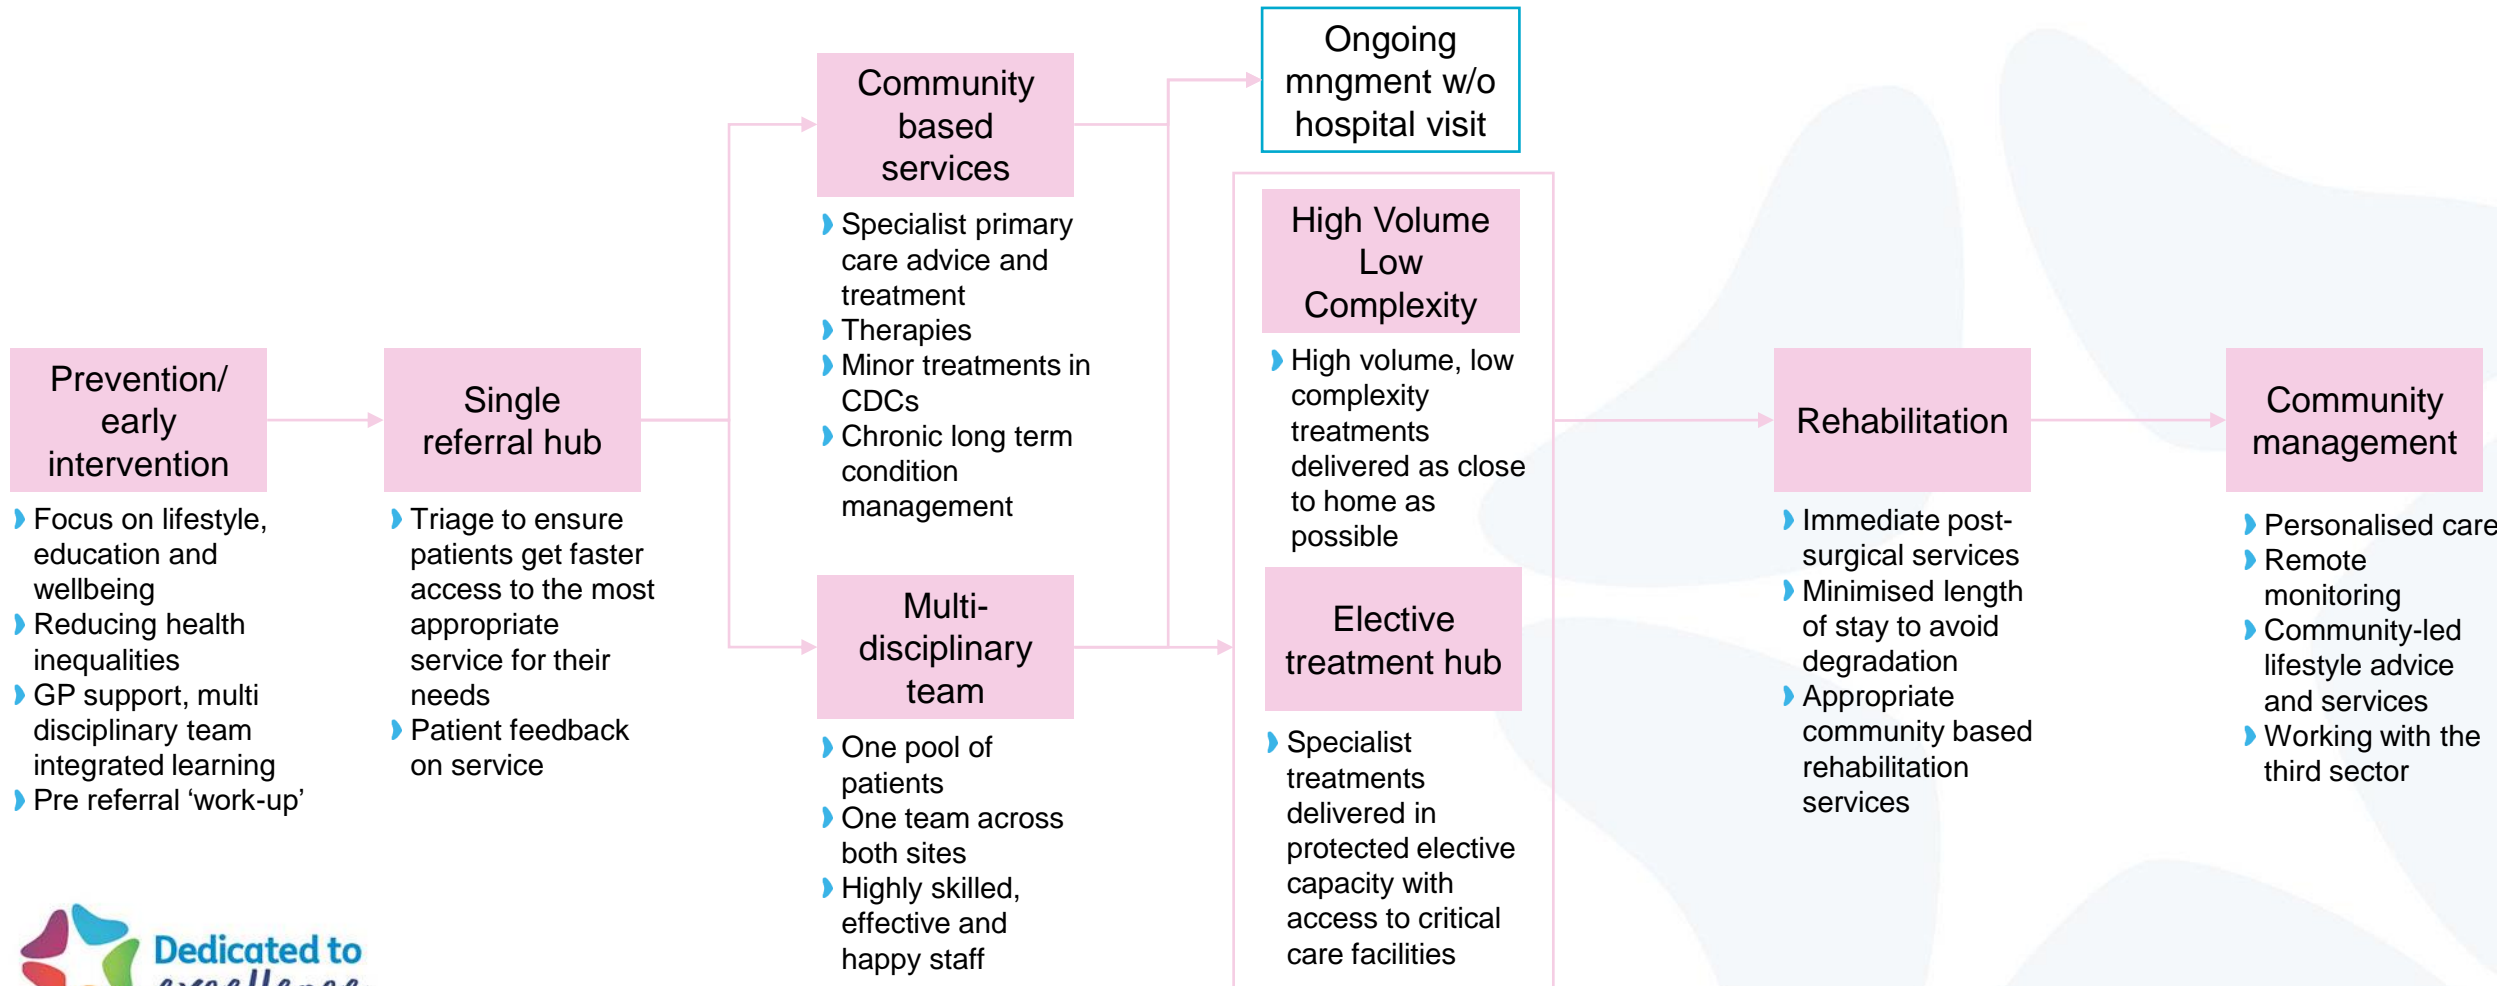 Prevention/
early
intervention
Focus on lifestyle,
education and
wellbeing
Reducing health
inequalities
GP support, multi
disciplinary team
integrated learning
Pre referral ‘work-up’
Single
referral hub
Triage to ensure
patients get faster
access to the most
appropriate
service for their
needs
Patient feedback
on service
Community
based
services
Specialist primary
care advice and
treatment
Therapies
Minor treatments in
CDCs
Chronic long term
condition
management
Multi-
disciplinary
team
One pool of
patients
One team across
both sites
Highly skilled,
effective and
happy staff
Ongoing
mngment w/o
hospital visit
High Volume
Low
Complexity
High volume, low
complexity
treatments
delivered as close
to home as
possible
Elective
treatment hub
Specialist
treatments
delivered in
protected elective
capacity with
access to critical
care facilities
Rehabilitation
Immediate post-
surgical services
Minimised length
of stay to avoid
degradation
Appropriate
community based
rehabilitation
services
Community
management
Personalised care
Remote
monitoring
Community-led
lifestyle advice
and services
Working with the
third sector
Dedicated to
excellence